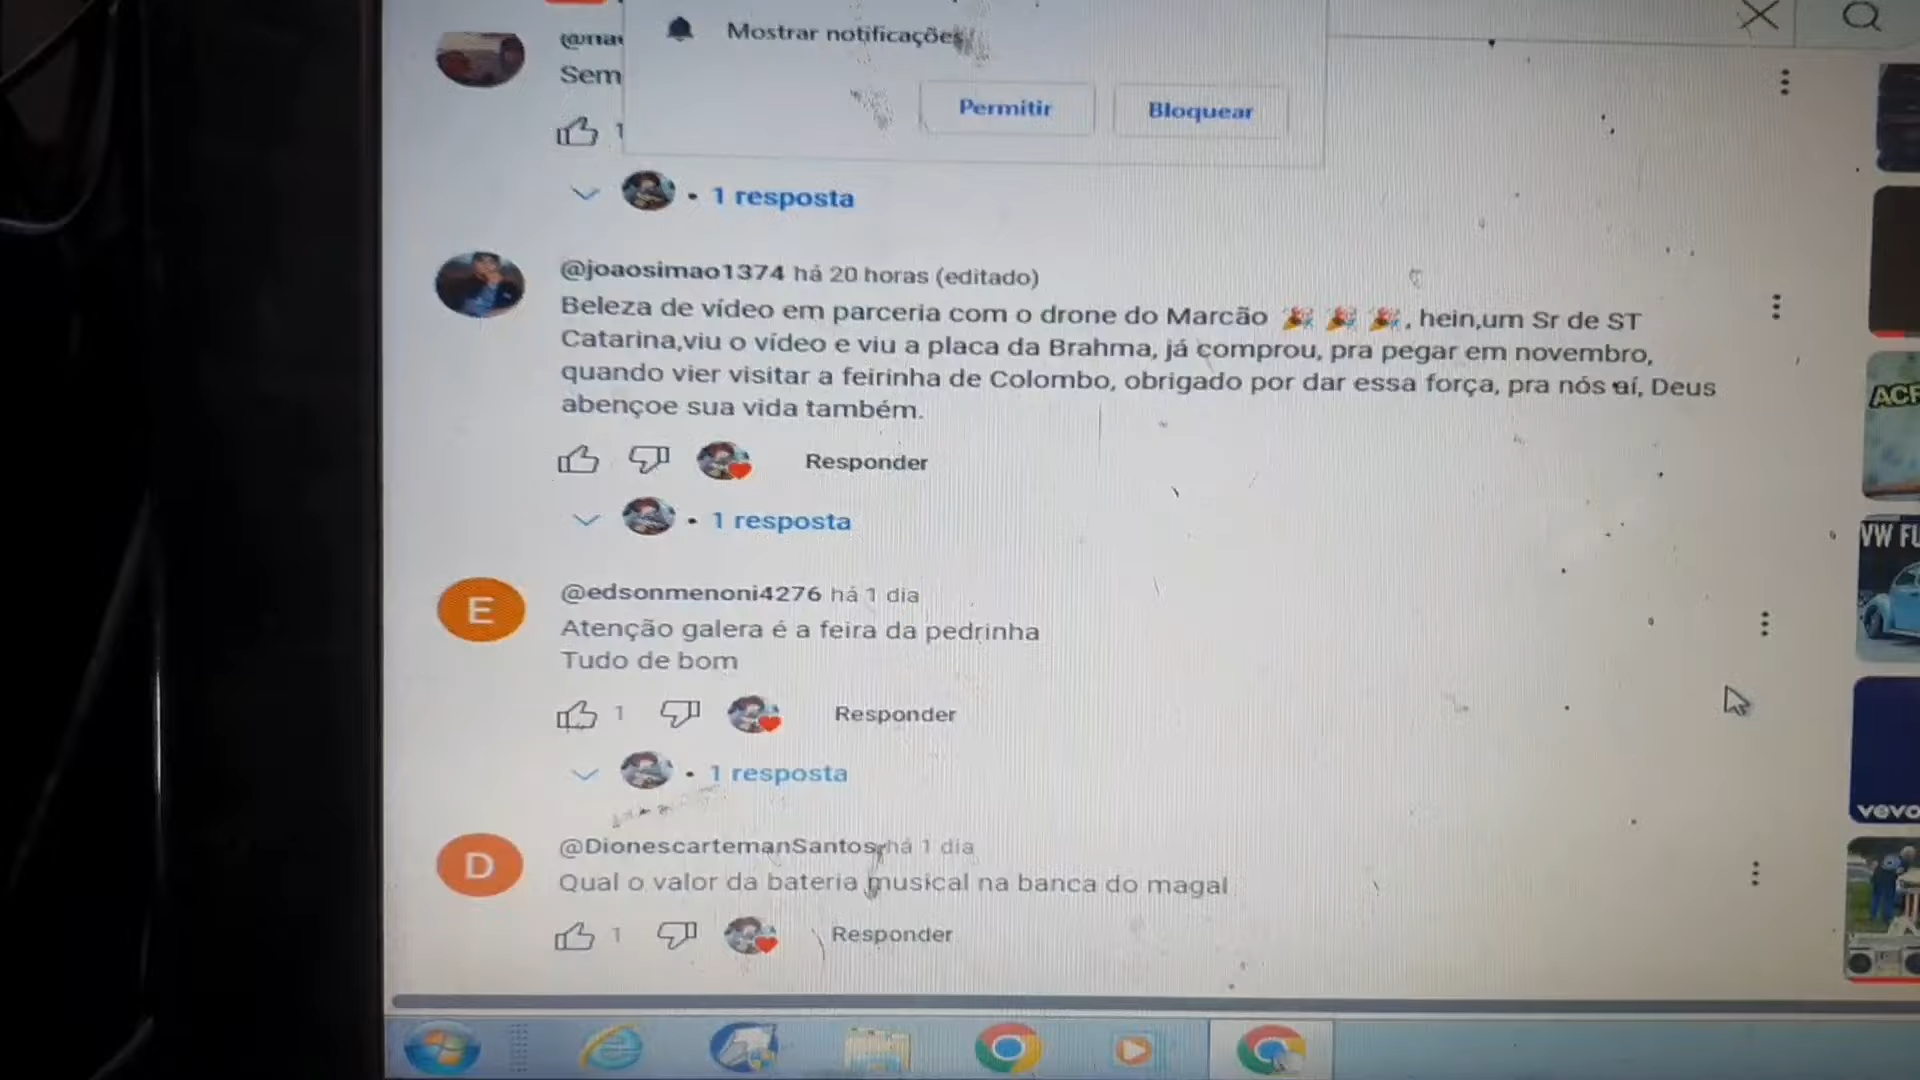 Mostrar notificações
Permitir
Bloquear
Sem
1
1 resposta
@joaosimao1374 há 20 horas (editado)
Beleza de vídeo em parceria com o drone do Marcão 🎉 🎉 🎉, hein,um Sr de ST
Catarina,viu o vídeo e viu a placa da Brahma, já comprou, pra pegar em novembro,
quando vier visitar a feirinha de Colombo, obrigado por dar essa força, pra nós aí, Deus
abençoe sua vida também.
Responder
1 resposta
E
@edsonmenoni4276 há 1 dia
Atenção galera é a feira da pedrinha
Tudo de bom
1
Responder
1 resposta
D
@DionescartemanSantos há 1 dia
Qual o valor da bateria musical na banca do magal
1
Responder
VW FU
vevo